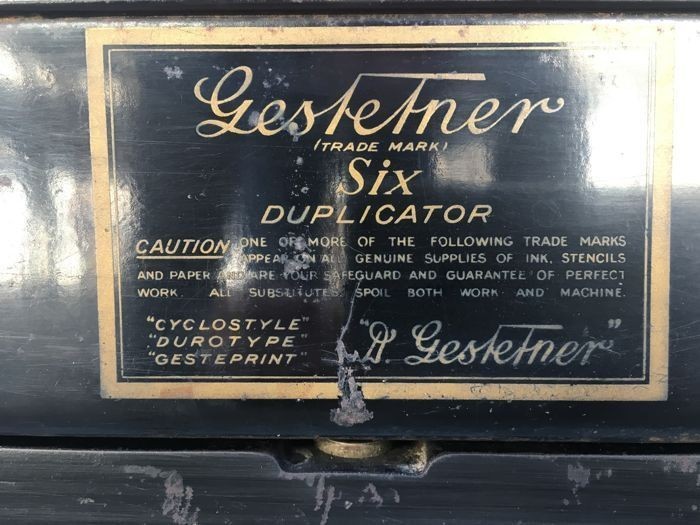 Gestetner
(TRADE MARK)
Six
DUPLICATOR
CAUTION ONE OR MORE OF THE FOLLOWING TRADE MARKS
APPEAR ON ALL GENUINE SUPPLIES OF INK, STENCILS
AND PAPER AND ARE YOUR SAFEGUARD AND GUARANTEE OF PERFECT
WORK. ALL SUBSTITUTES SPOIL BOTH WORK AND MACHINE.
"CYCLOSTYLE"
"DUROTYPE"
"GESTEPRINT"
"D. Gestetner"